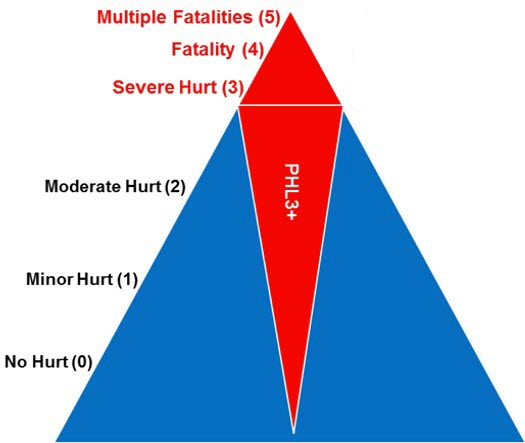 Multiple Fatalities (5)
Fatality (4)
Severe Hurt (3)
PHL3+
Moderate Hurt (2)
Minor Hurt (1)
No Hurt (0)